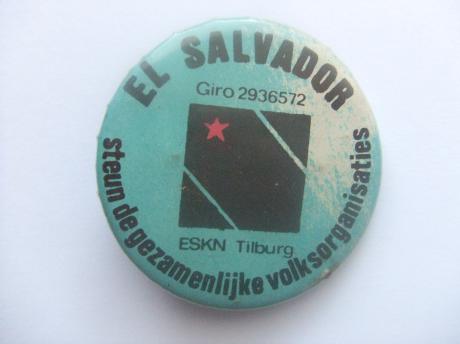 EL SALVADOR
Giro 2936572
ESKN Tilburg
steun de gezamenlijke volksorganisaties